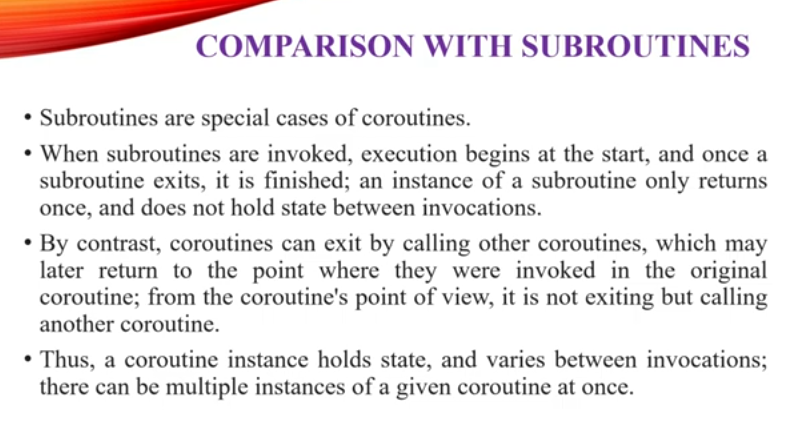 COMPARISON WITH SUBROUTINES
• Subroutines are special cases of coroutines.
• When subroutines are invoked, execution begins at the start, and once a
subroutine exits, it is finished; an instance of a subroutine only returns
once, and does not hold state between invocations.
• By contrast, coroutines can exit by calling other coroutines, which may
later return to the point where they were invoked in the original
coroutine; from the coroutine's point of view, it is not exiting but calling
another coroutine.
• Thus, a coroutine instance holds state, and varies between invocations;
there can be multiple instances of a given coroutine at once.